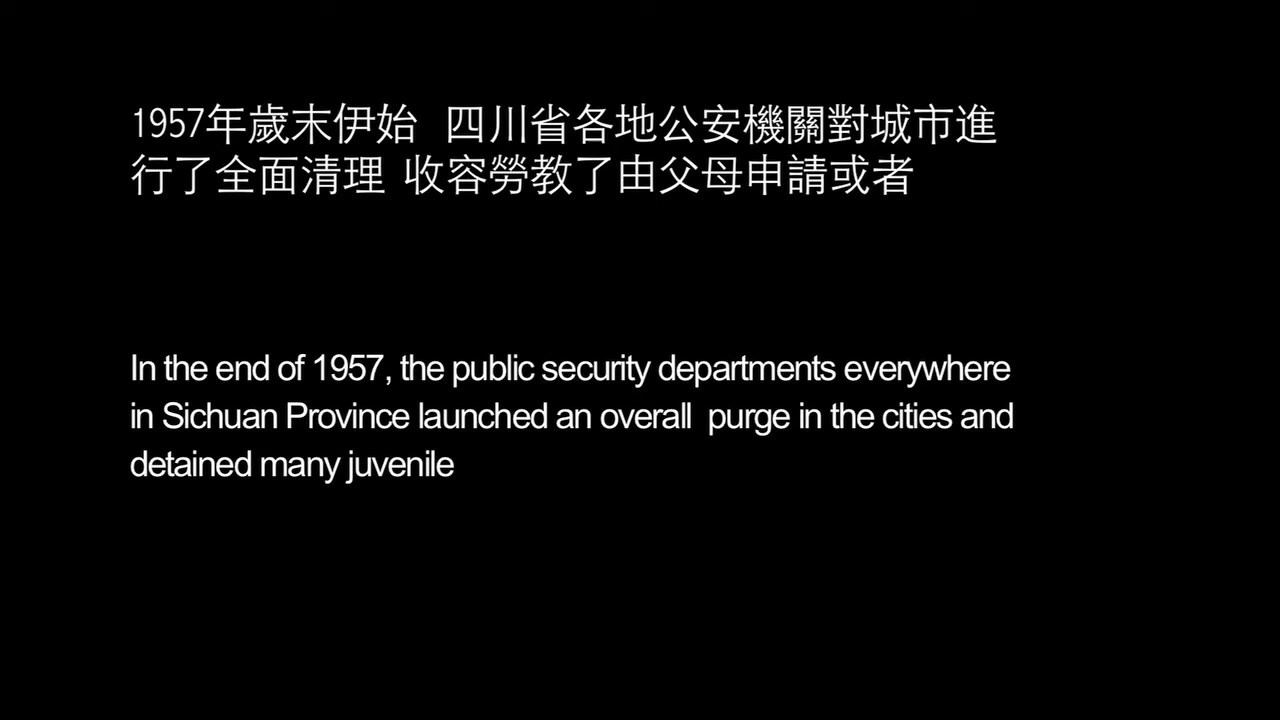 1957年歲末伊始 四川省各地公安機關對城市進
行了全面清理 收容勞教了由父母申請或者
In the end of 1957, the public security departments everywhere
in Sichuan Province launched an overall purge in the cities and
detained many juvenile